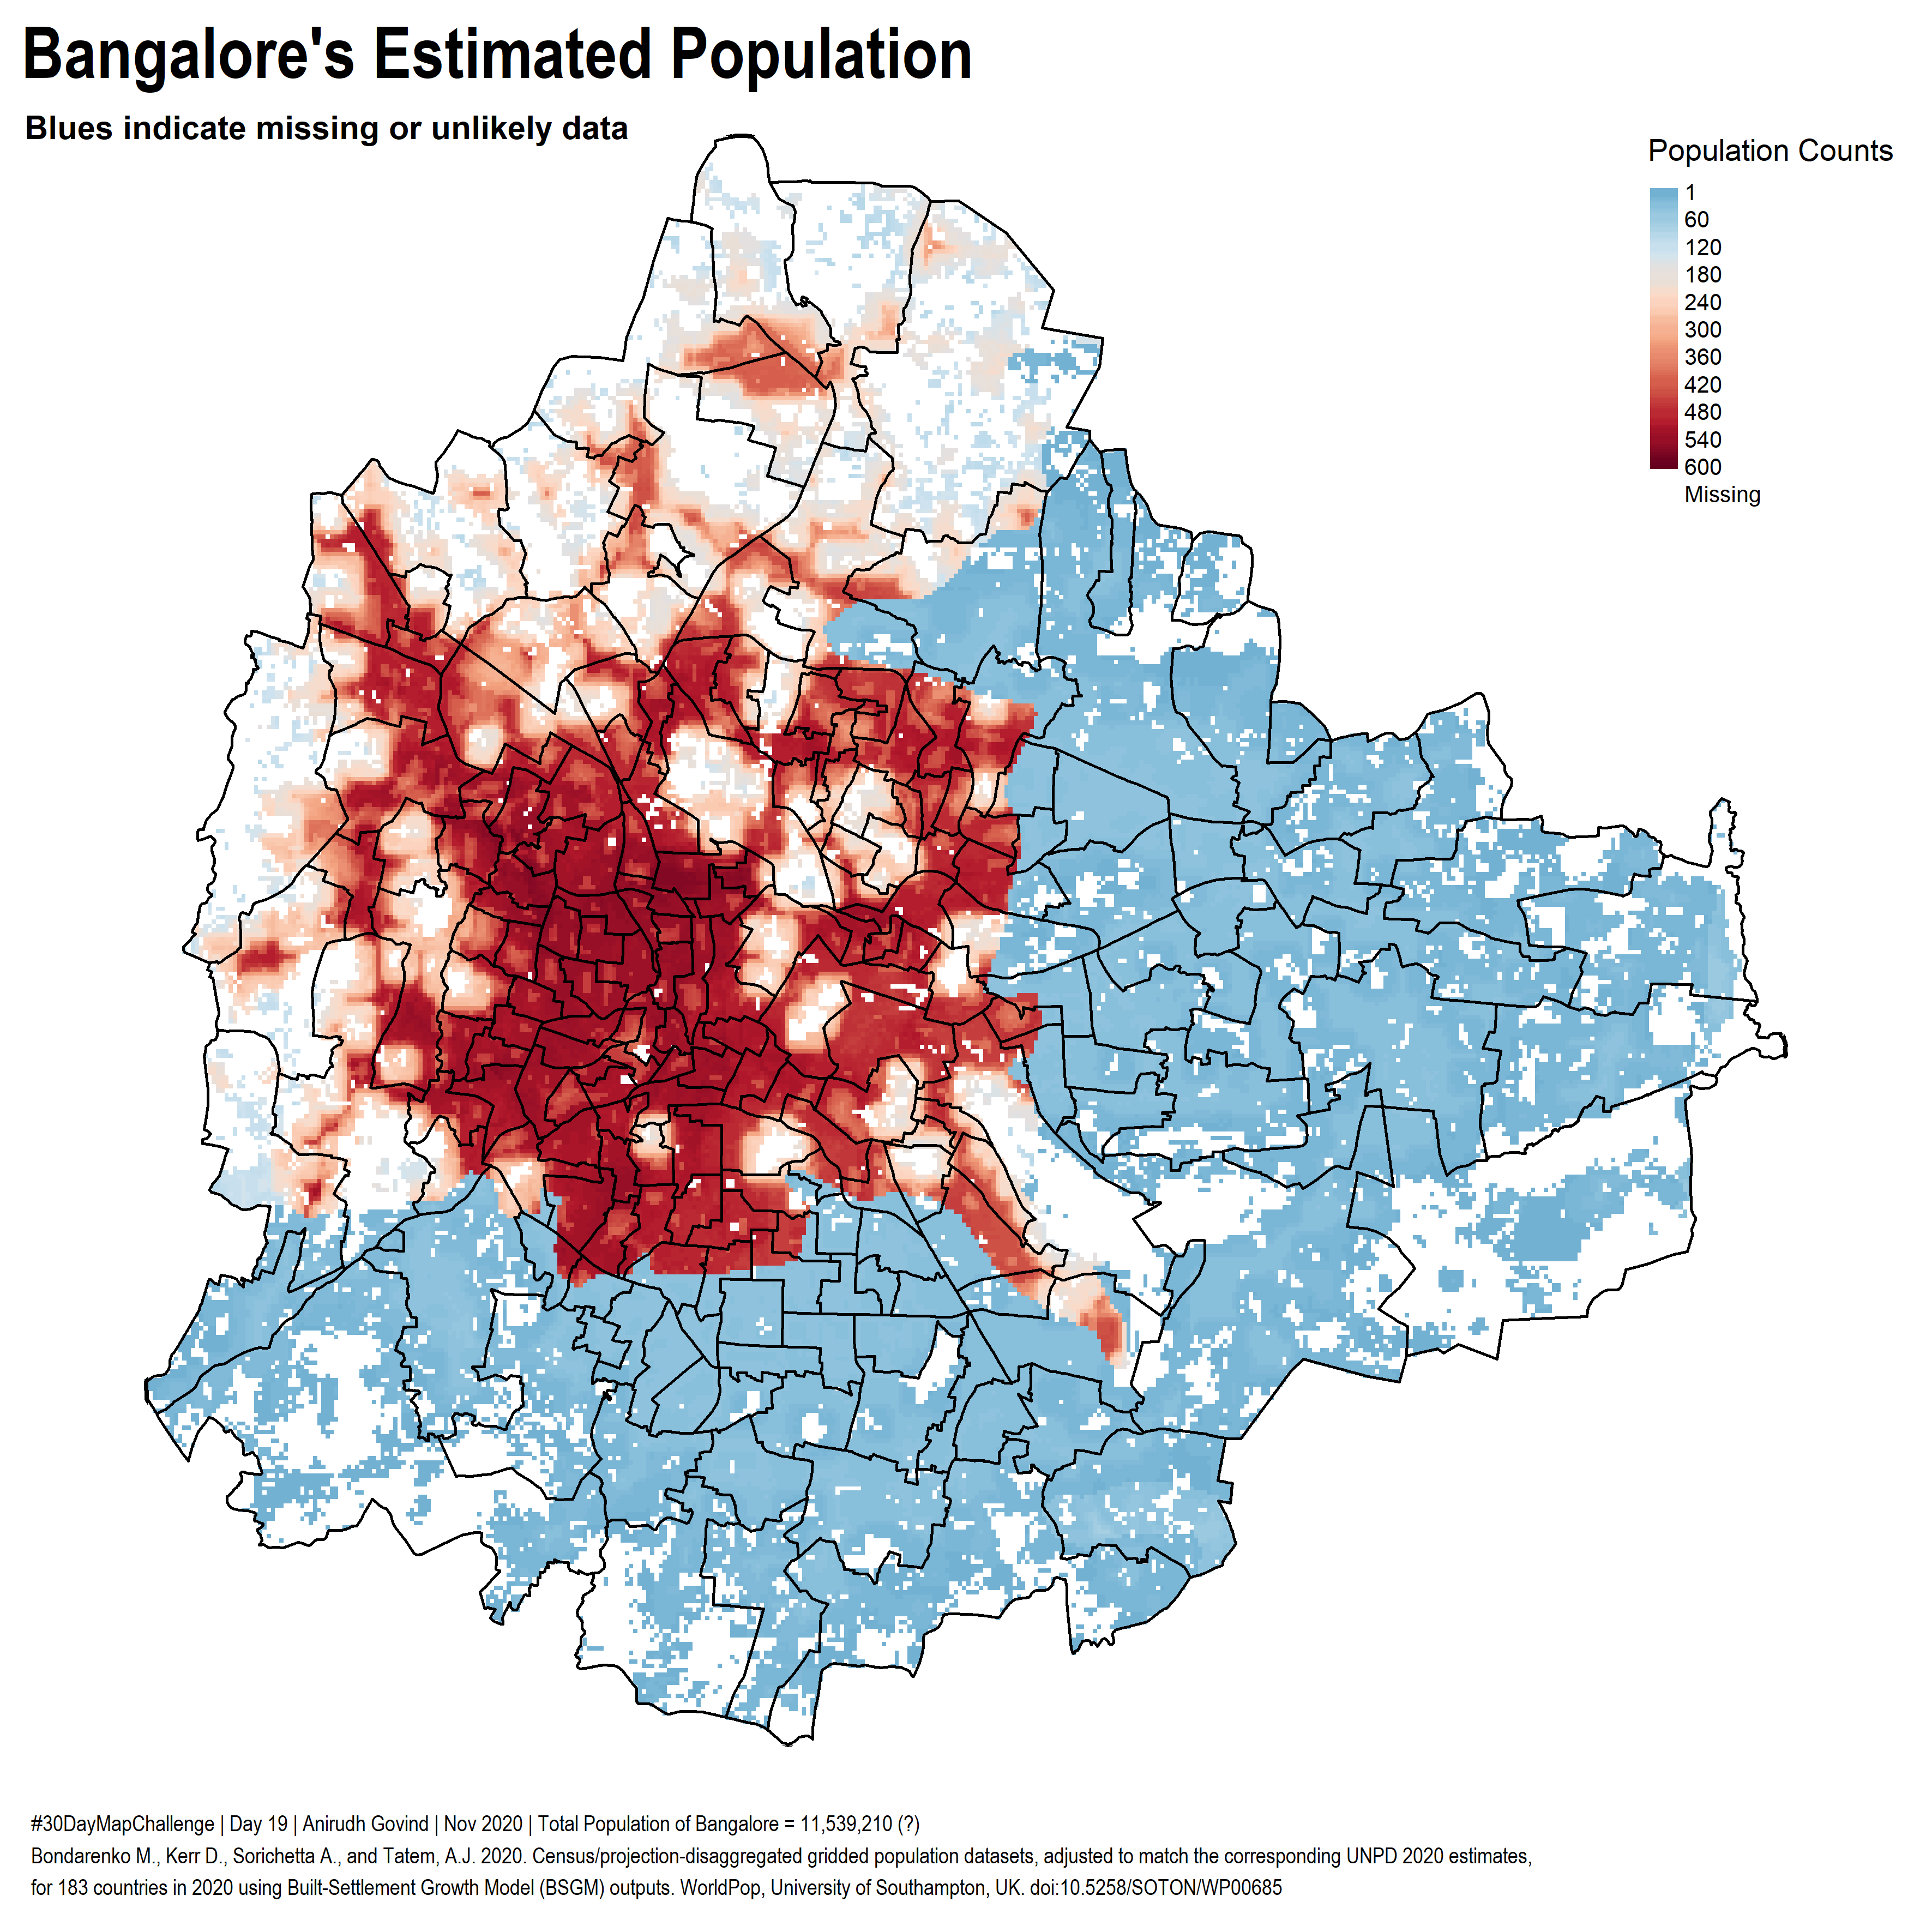 Bangalore's Estimated Population
Blues indicate missing or unlikely data
Population Counts
1
60
120
180
240
300
360
420
480
540
600
Missing
#30DayMapChallenge | Day 19 | Anirudh Govind | Nov 2020 | Total Population of Bangalore = 11,539,210 (?)
Bondarenko M., Kerr D., Sorichetta A., and Tatem, A.J. 2020. Census/projection-disaggregated gridded population datasets, adjusted to match the corresponding UNPD 2020 estimates,
for 183 countries in 2020 using Built-Settlement Growth Model (BSGM) outputs. WorldPop, University of Southampton, UK. doi:10.5258/SOTON/WP00685